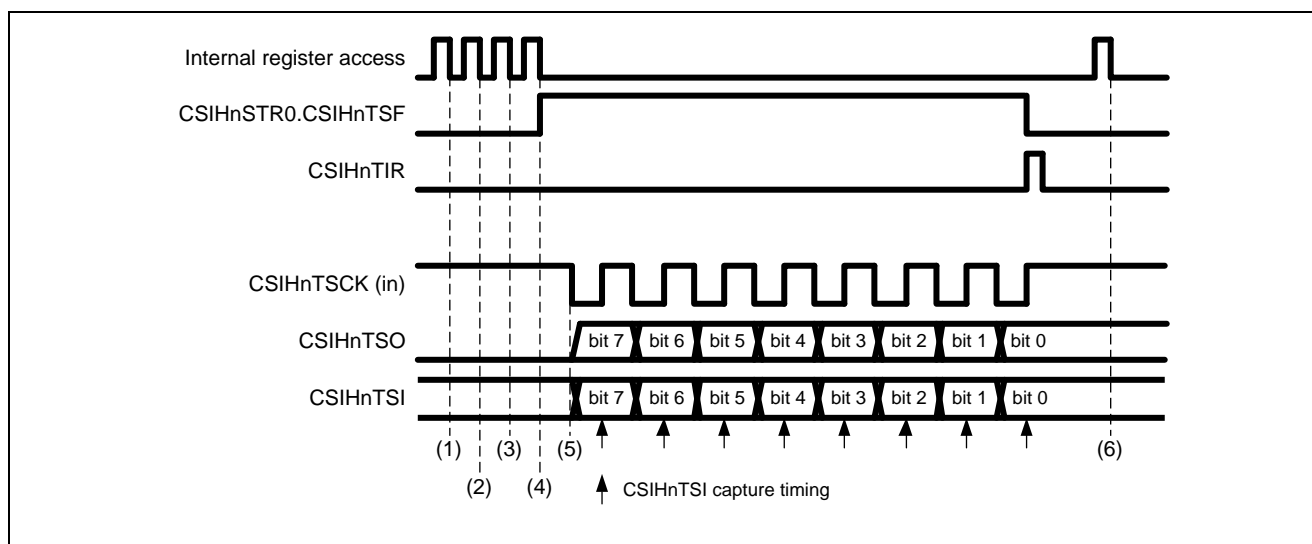 Internal register access
CSIHnSTR0.CSIHnTSF
CSIHnTIR
CSIHnTSCK (in)
CSIHnTSO
bit 7 bit 6 bit 5 bit 4 bit 3 bit 2 bit 1 bit 0
CSIHnTSI
bit 7 bit 6 bit 5 bit 4 bit 3 bit 2 bit 1 bit 0
(1) (3) (5) (6)
(2) (4) CSIHnTSI capture timing